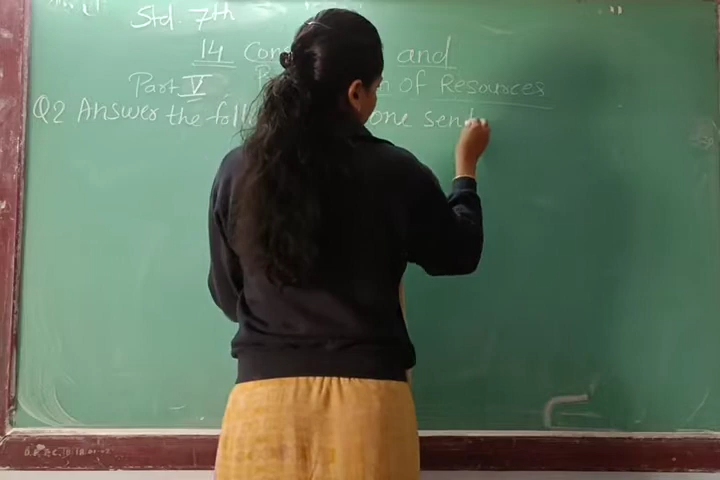 Std. 7th
14 Con and
Part V n of Resources
Q2 Answer the foll one sent